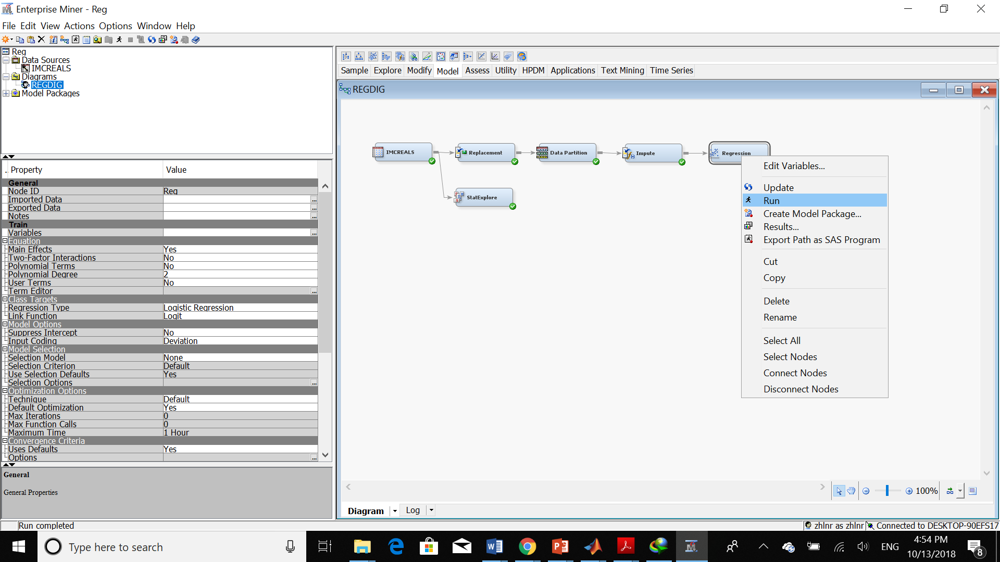 Enterprise Miner - Reg
File Edit View Actions Options Window Help
Reg
Data Sources
IMCREALS
Diagrams
REGDIG
Model Packages
. Property Value
General
Node ID Reg
Imported Data ...
Exported Data ...
Notes ...
Train
Variables ...
Equation
Main Effects Yes
Two-Factor Interactions No
Polynomial Terms No
Polynomial Degree 2
User Terms No
Term Editor ...
Class Targets
Regression Type Logistic Regression
Link Function Logit
Model Options
Suppress Intercept No
Input Coding Deviation
Model Selection
Selection Model None
Selection Criterion Default
Use Selection Defaults Yes
Selection Options ...
Optimization Options
Technique Default
Default Optimization Yes
Max Iterations 0
Max Function Calls 0
Maximum Time 1 Hour
Convergence Criteria
Uses Defaults Yes
Options ...
General
General Properties
Run completed
Sample Explore Modify Model Assess Utility HPDM Applications Text Mining Time Series
REGDIG
IMCREALS Replacement Data Partition Impute Regression
StatExplore
Edit Variables...
Update
Run
Create Model Package...
Results...
Export Path as SAS Program
Cut
Copy
Delete
Rename
Select All
Select Nodes
Connect Nodes
Disconnect Nodes
100%
Diagram Log
zhlnr as zhlnr Connected to DESKTOP-90EFS17
Type here to search
ENG
4:54 PM
10/13/2018
8